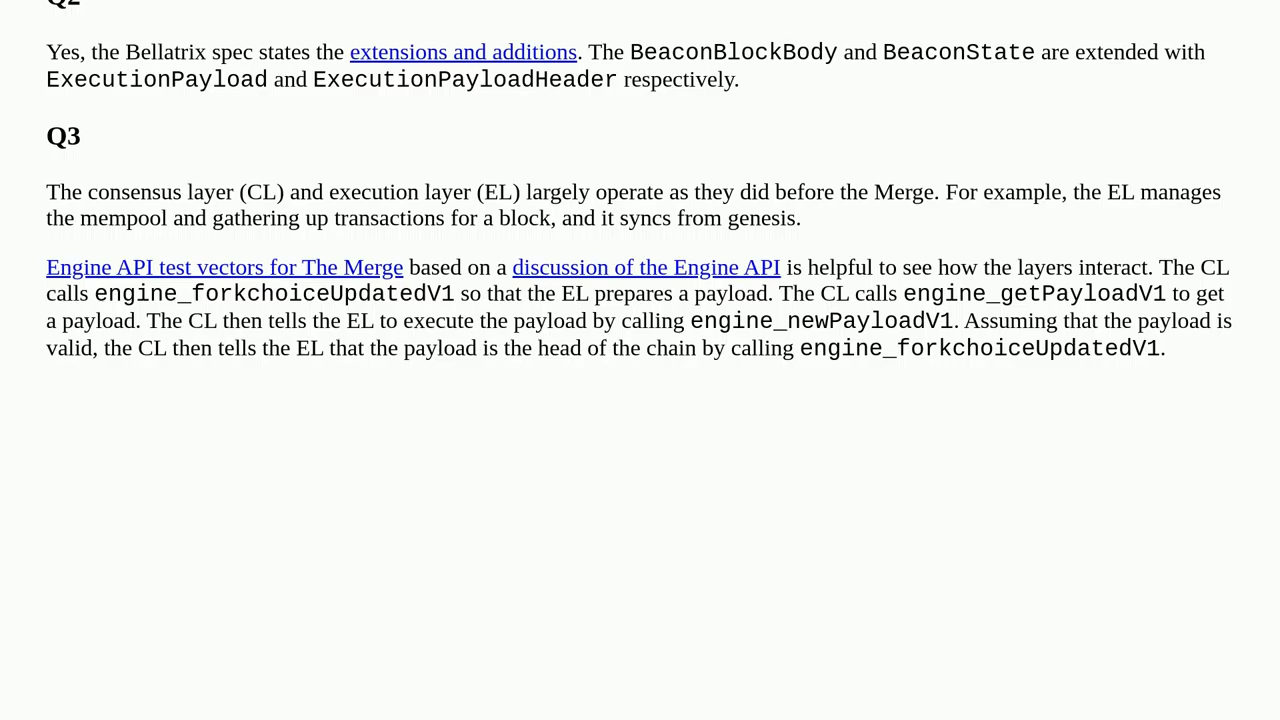 Q2
Yes, the Bellatrix spec states the extensions and additions. The BeaconBlockBody and BeaconState are extended with
ExecutionPayload and ExecutionPayloadHeader respectively.
Q3
The consensus layer (CL) and execution layer (EL) largely operate as they did before the Merge. For example, the EL manages
the mempool and gathering up transactions for a block, and it syncs from genesis.
Engine API test vectors for The Merge based on a discussion of the Engine API is helpful to see how the layers interact. The CL
calls engine_forkchoiceUpdatedV1 so that the EL prepares a payload. The CL calls engine_getPayloadV1 to get
a payload. The CL then tells the EL to execute the payload by calling engine_newPayloadV1. Assuming that the payload is
valid, the CL then tells the EL that the payload is the head of the chain by calling engine_forkchoiceUpdatedV1.